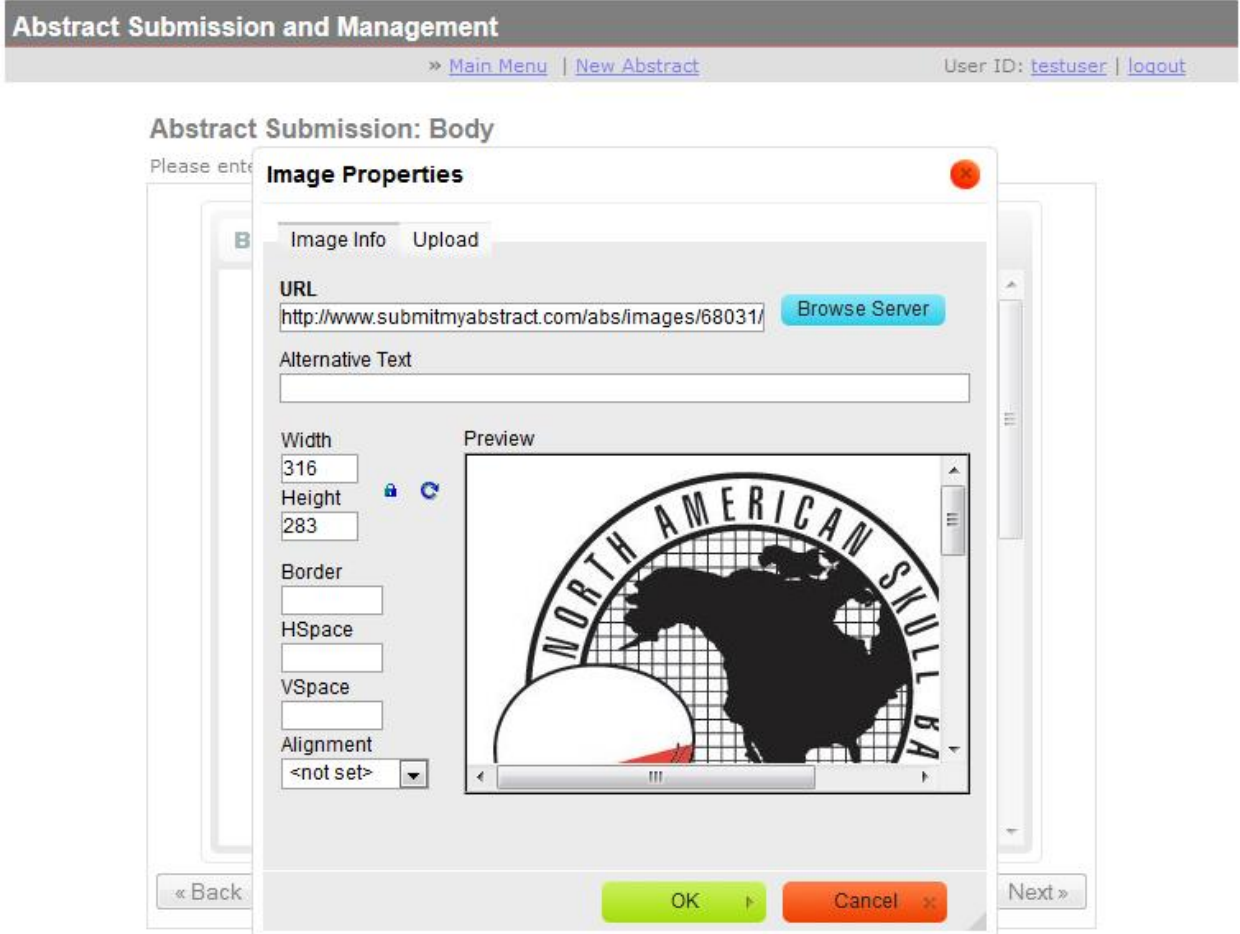 Abstract Submission and Management
» Main Menu | New Abstract
User ID: testuser | logout
Abstract Submission: Body
Please ente
Image Properties
B
Image Info Upload
URL
http://www.submitmyabstract.com/abs/images/68031/
Browse Server
Alternative Text
Width
316
Height
283
Border
HSpace
VSpace
Alignment
<not set>
Preview
NORTH AMERICAN SKULL BA
« Back
OK
Cancel
Next »